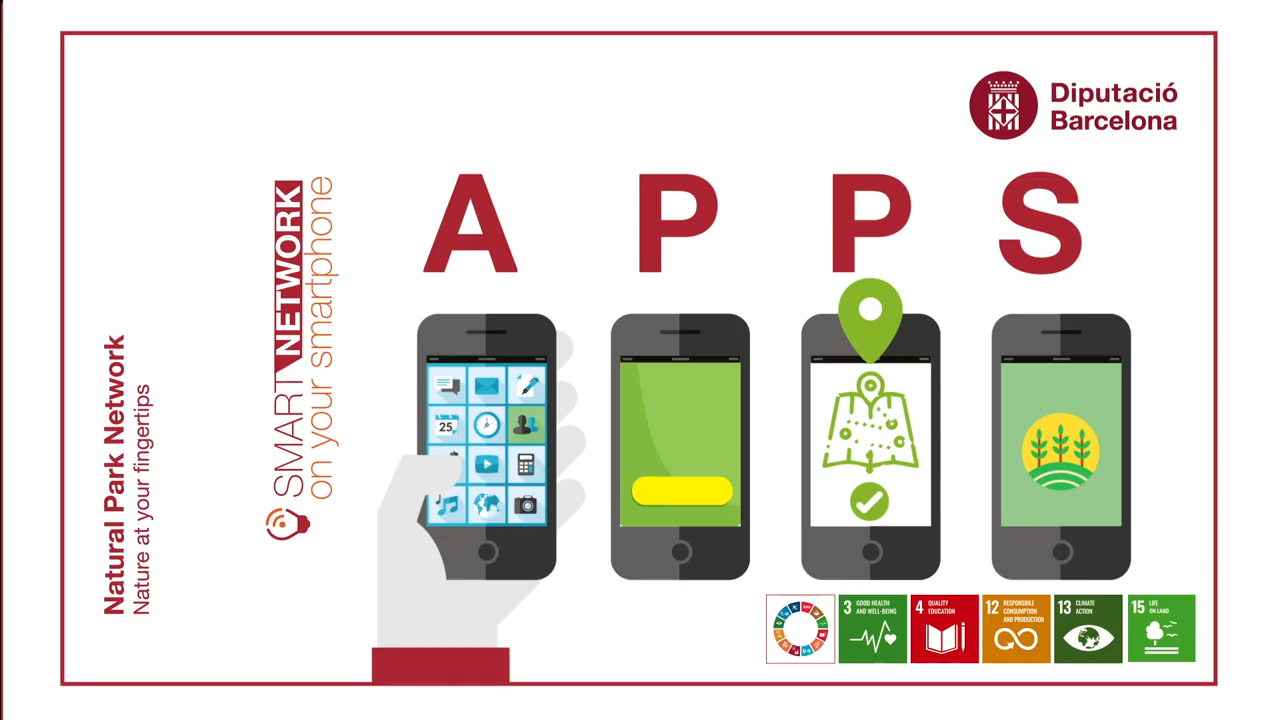 Diputació
Barcelona
APPS
SMART NETWORK
on your smartphone
Natural Park Network
Nature at your fingertips
25
3 GOOD HEALTH
AND WELL-BEING
4 QUALITY
EDUCATION
12 RESPONSIBLE
CONSUMPTION
AND PRODUCTION
13 CLIMATE
ACTION
15 LIFE
ON LAND